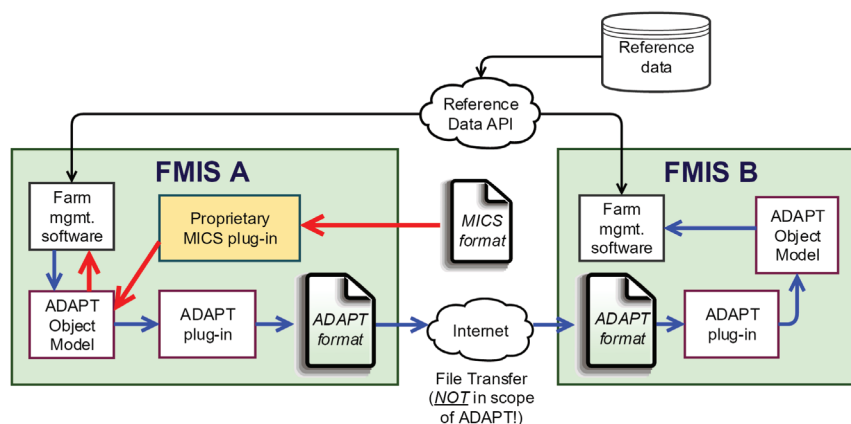 Reference
data
Reference
Data API
FMIS A
FMIS B
Farm
mgmt.
software
Proprietary
MICS plug-in
MICS
format
Farm
mgmt.
software
ADAPT
Object
Model
ADAPT
Object
Model
ADAPT
plug-in
ADAPT
format
Internet
ADAPT
format
ADAPT
plug-in
File Transfer
(NOT in scope
of ADAPT!)